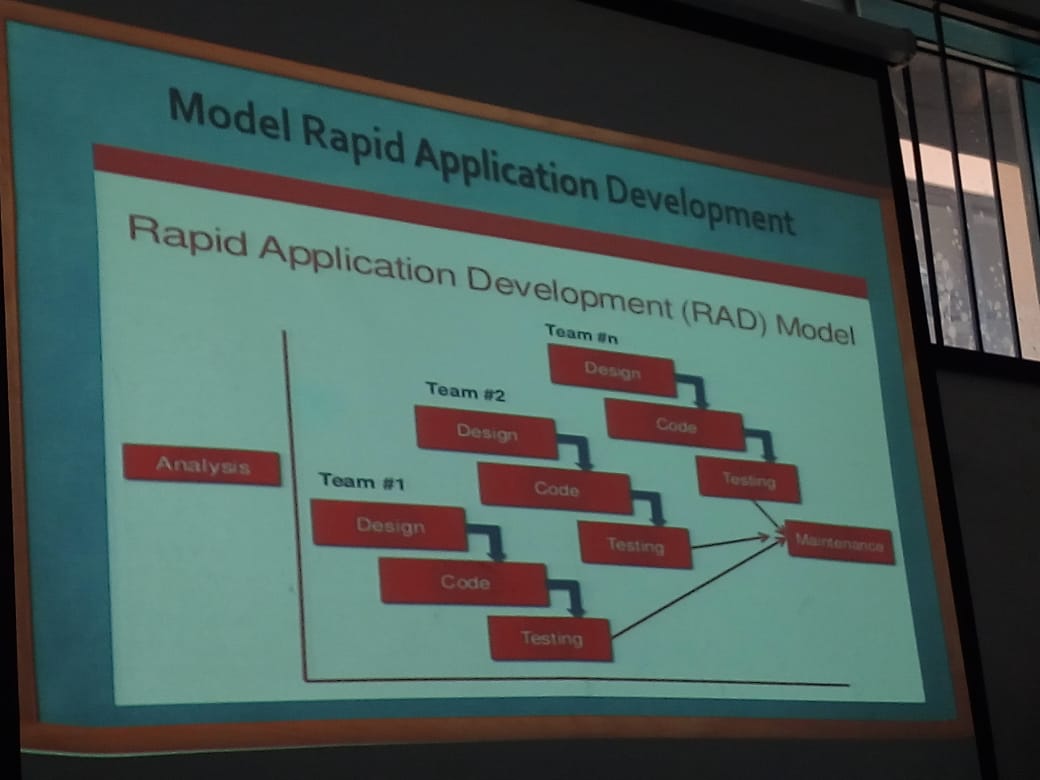 Model Rapid Application Development
Rapid Application Development (RAD) Model
Analysis
Team #1
Design
Code
Testing
Team #2
Design
Code
Testing
Team #n
Design
Code
Testing
Maintenance